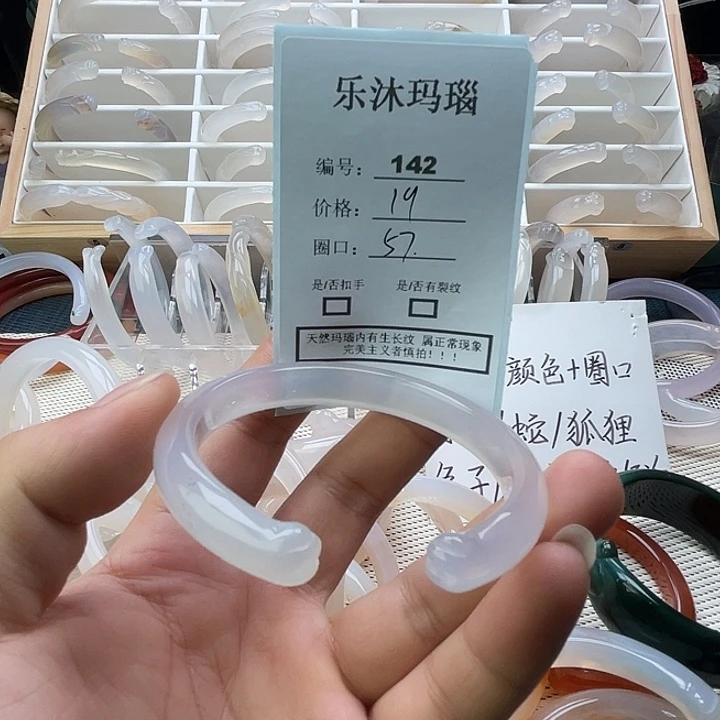 乐沐玛瑙
编号：142
价格：19
圈口：57.
是/否扣手 是/否有裂纹
天然玛瑙内有生长纹 属正常现象
完美主义者慎拍！！！
颜色+圈口
/蛇/狐狸